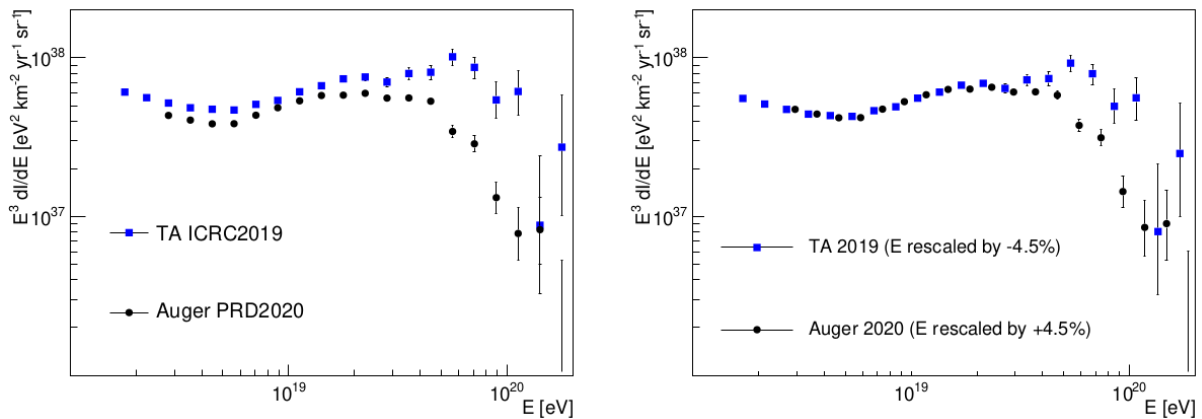 E³ dI/dE [eV² km⁻² yr⁻¹ sr⁻¹]
10³⁸
10³⁷
TA ICRC2019
Auger PRD2020
10¹⁹
10²⁰
E [eV]
E³ dI/dE [eV² km⁻² yr⁻¹ sr⁻¹]
10³⁸
10³⁷
TA 2019 (E rescaled by -4.5%)
Auger 2020 (E rescaled by +4.5%)
10¹⁹
10²⁰
E [eV]